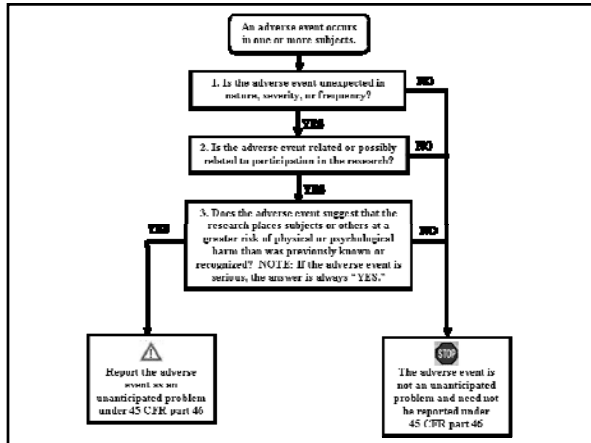 An adverse event occurs
in one or more subjects.
1. Is the adverse event unexpected in
nature, severity, or frequency?
NO
YES
2. Is the adverse event related or possibly
related to participation in the research?
NO
YES
3. Does the adverse event suggest that the
research places subjects or others at a
greater risk of physical or psychological
harm than was previously known or
recognized? NOTE: If the adverse event is
serious, the answer is always “YES.”
YES
NO
Report the adverse
event as an
unanticipated problem
under 45 CFR part 46
STOP
The adverse event is
not an unanticipated
problem and need not
be reported under
45 CFR part 46